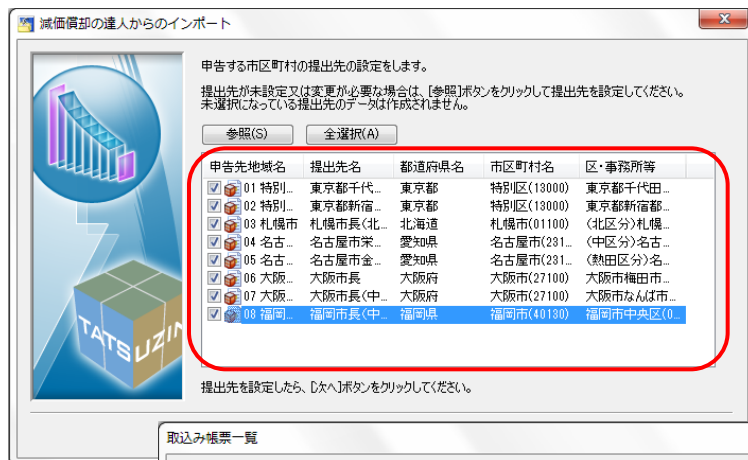 減価償却の達人からのインポート
申告する市区町村の提出先の設定をします。
提出先が未設定又は変更が必要な場合は、[参照]ボタンをクリックして提出先を設定してください。
未選択になっている提出先のデータは作成されません。
参照(S) 全選択(A)
申告先地域名 提出先名 都道府県名 市区町村名 区・事務所等
01 特別... 東京都千代... 東京都 特別区(13000) 東京都千代田...
02 特別... 東京都新宿... 東京都 特別区(13000) 東京都新宿都...
03 札幌市 札幌市長(北... 北海道 札幌市(01100) (北区分)札幌...
04 名古... 名古屋市栄... 愛知県 名古屋市(231... (中区分)名古...
05 名古... 名古屋市金... 愛知県 名古屋市(231... (熱田区分)名...
06 大阪... 大阪市長 大阪府 大阪市(27100) 大阪市梅田市...
07 大阪... 大阪市長(中... 大阪府 大阪市(27100) 大阪市なんば市...
08 福岡... 福岡市長(中... 福岡県 福岡市(40130) 福岡市中央区(0...
TATSUZIN
提出先を設定したら、[次へ]ボタンをクリックしてください。
取込み帳票一覧